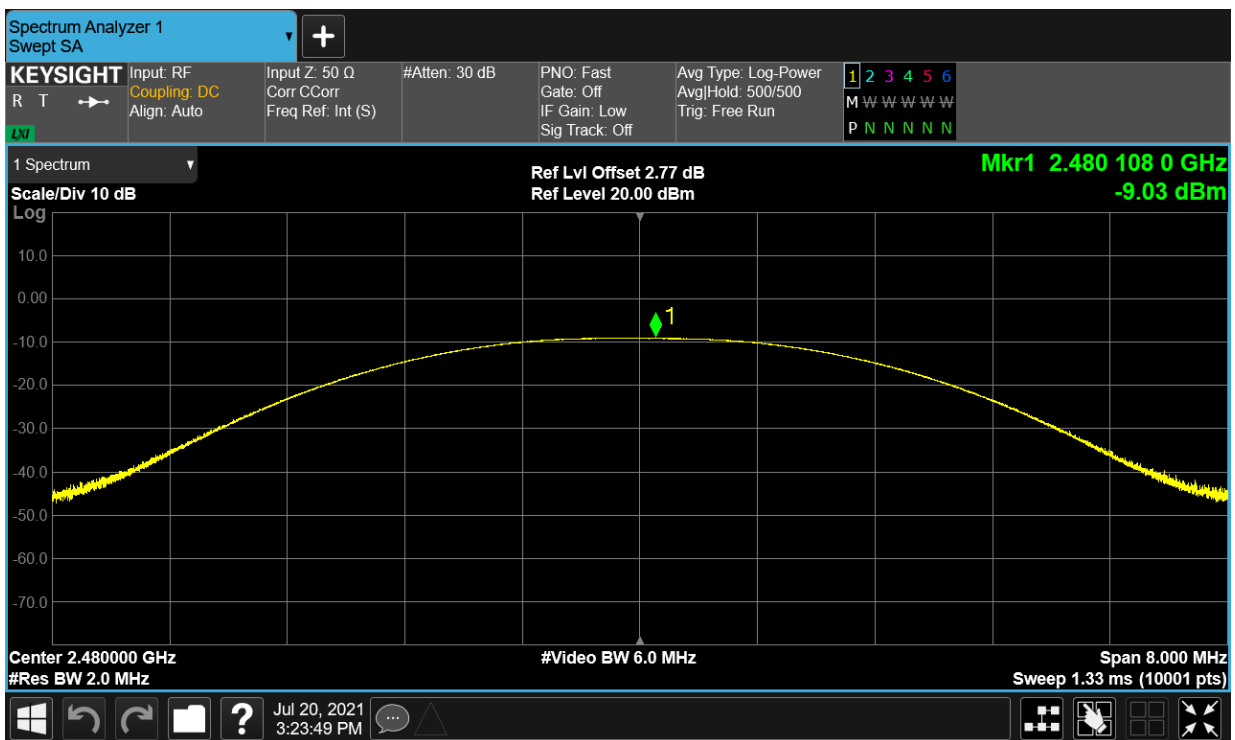 Spectrum Analyzer 1
Swept SA
KEYSIGHT
R T
LXI
Input: RF
Coupling: DC
Align: Auto
Input Z: 50 Ω
Corr CCorr
Freq Ref: Int (S)
#Atten: 30 dB
PNO: Fast
Gate: Off
IF Gain: Low
Sig Track: Off
Avg Type: Log-Power
Avg|Hold: 500/500
Trig: Free Run
1 2 3 4 5 6
M W W W W W
P N N N N N
1 Spectrum
Scale/Div 10 dB
Ref Lvl Offset 2.77 dB
Ref Level 20.00 dBm
Mkr1 2.480 108 0 GHz
-9.03 dBm
Log
10.0
0.00
1
-10.0
-20.0
-30.0
-40.0
-50.0
-60.0
-70.0
Center 2.480000 GHz
#Video BW 6.0 MHz
Span 8.000 MHz
#Res BW 2.0 MHz
Sweep 1.33 ms (10001 pts)
?
Jul 20, 2021
3:23:49 PM